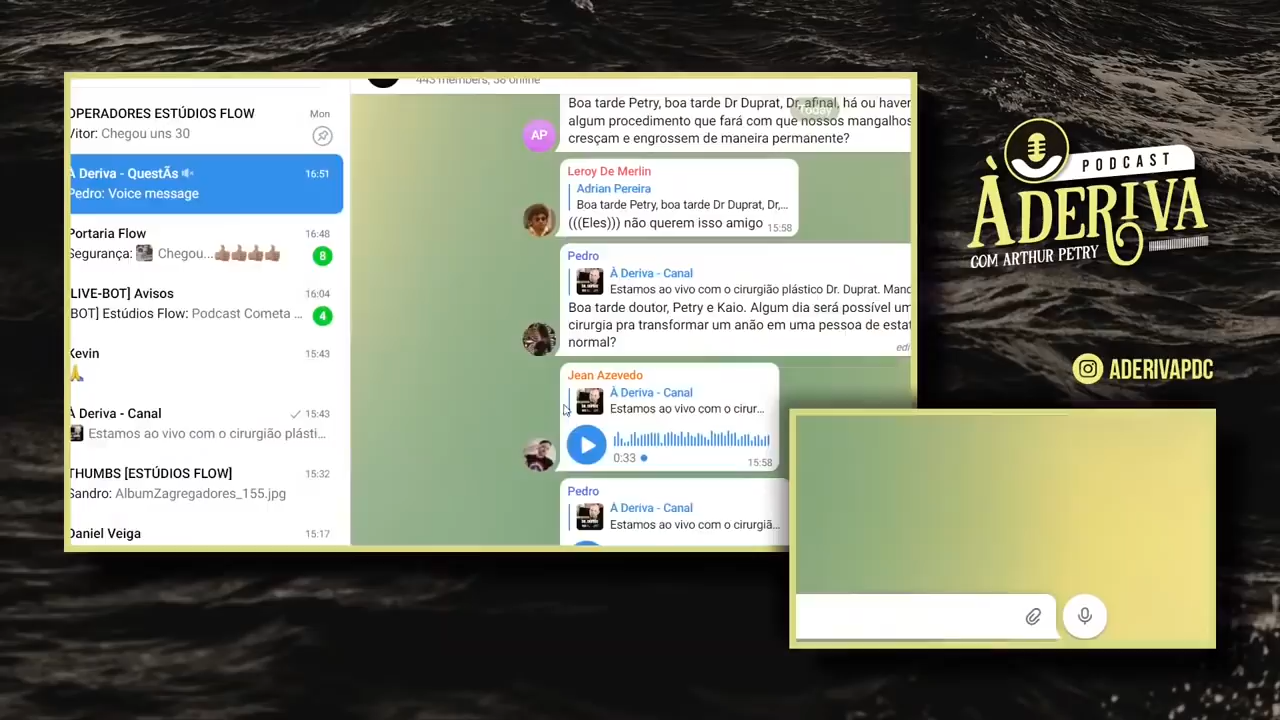 OPERADORES ESTÚDIOS FLOW
Mon
Vitor: Chegou uns 30
À Deriva - QuestÃs
16:51
Pedro: Voice message
Portaria Flow
16:48
Segurança: Chegou...👍🏽👍🏽👍🏽👍🏽
8
[LIVE-BOT] Avisos
16:04
[BOT] Estúdios Flow: Podcast Cometa ...
4
Kevin
15:43
🙏
À Deriva - Canal
15:43
Estamos ao vivo com o cirurgião plásti...
THUMBS [ESTÚDIOS FLOW]
15:32
Sandro: AlbumZagregadores_155.jpg
Daniel Veiga
15:17
443 members, 58 online
Today
Boa tarde Petry, boa tarde Dr Duprat, Dr, afinal, há ou haver
algum procedimento que fará com que nossos mangalhos
cresçam e engrossem de maneira permanente?
AP
Leroy De Merlin
Adrian Pereira
Boa tarde Petry, boa tarde Dr Duprat, Dr,...
(((Eles))) não querem isso amigo
15:58
Pedro
À Deriva - Canal
Estamos ao vivo com o cirurgião plástico Dr. Duprat. Manc
Boa tarde doutor, Petry e Kaio. Algum dia será possível um
cirurgia pra transformar um anão em uma pessoa de estat
normal?
edi
Jean Azevedo
À Deriva - Canal
Estamos ao vivo com o cirur...
0:33
15:58
Pedro
À Deriva - Canal
Estamos ao vivo com o cirurgiã...
PODCAST
À DERIVA
COM ARTHUR PETRY
ADERIVAPDC